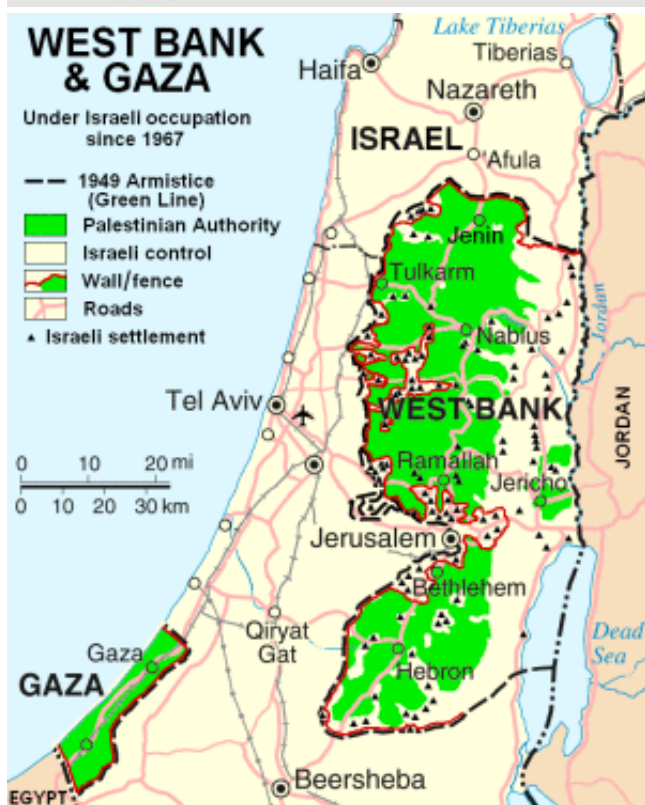 WEST BANK
& GAZA
Under Israeli occupation
since 1967
1949 Armistice
(Green Line)
Palestinian Authority
Israeli control
Wall/fence
Roads
Israeli settlement
Lake Tiberias
Tiberias
Haifa
Nazareth
ISRAEL
'Afula
Jenin
Tulkarm
Nablus
Jordan
Tel Aviv
WEST BANK
JORDAN
0 10 20 mi
0 10 20 30 km
Ramallah
Jericho
Jerusalem
Bethlehem
Qiryat
Gat
Dead
Sea
Gaza
Hebron
GAZA
Beersheba
EGYPT